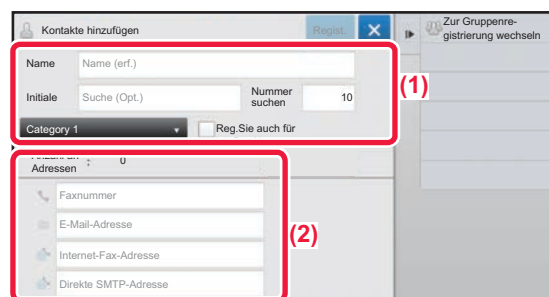 Kontakte hinzufügen
Regist.
Zur Gruppenre-
gistrierung wechseln
Name
Name (erf.)
(1)
Initiale
Suche (Opt.)
Nummer
suchen
10
Category 1
Reg.Sie auch für
Adressen
:
0
Faxnummer
E-Mail-Adresse
(2)
Internet-Fax-Adresse
Direkte SMTP-Adresse